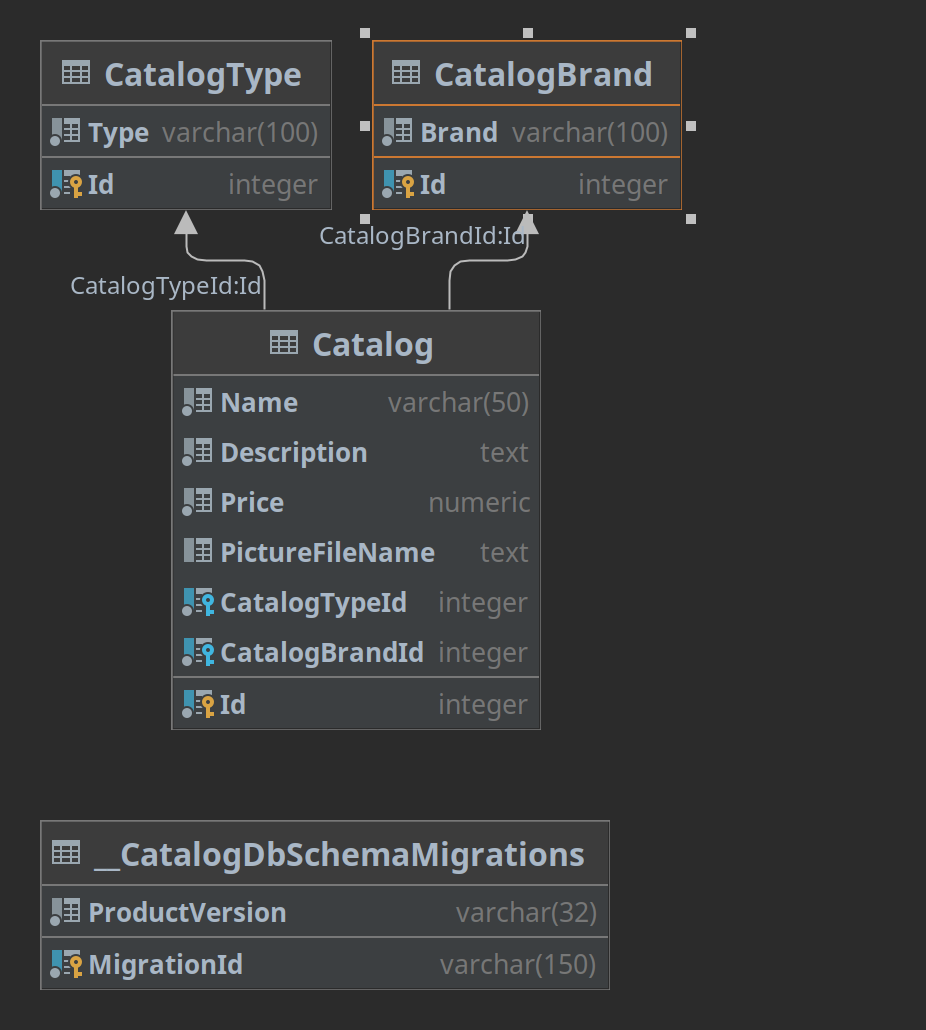 CatalogType
Type varchar(100)
Id integer
CatalogBrand
Brand varchar(100)
Id integer
CatalogBrandId:Id
CatalogTypeId:Id
Catalog
Name varchar(50)
Description text
Price numeric
PictureFileName text
CatalogTypeId integer
CatalogBrandId integer
Id integer
__CatalogDbSchemaMigrations
ProductVersion varchar(32)
MigrationId varchar(150)